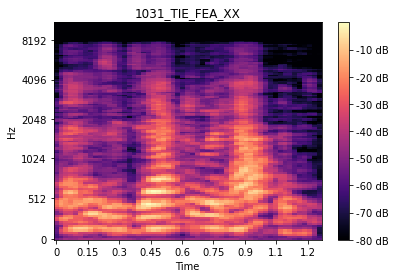 1031_TIE_FEA_XX
8192
4096
2048
1024
512
0
Hz
0 0.15 0.3 0.45 0.6 0.75 0.9 1.1 1.2
Time
-10 dB
-20 dB
-30 dB
-40 dB
-50 dB
-60 dB
-70 dB
-80 dB